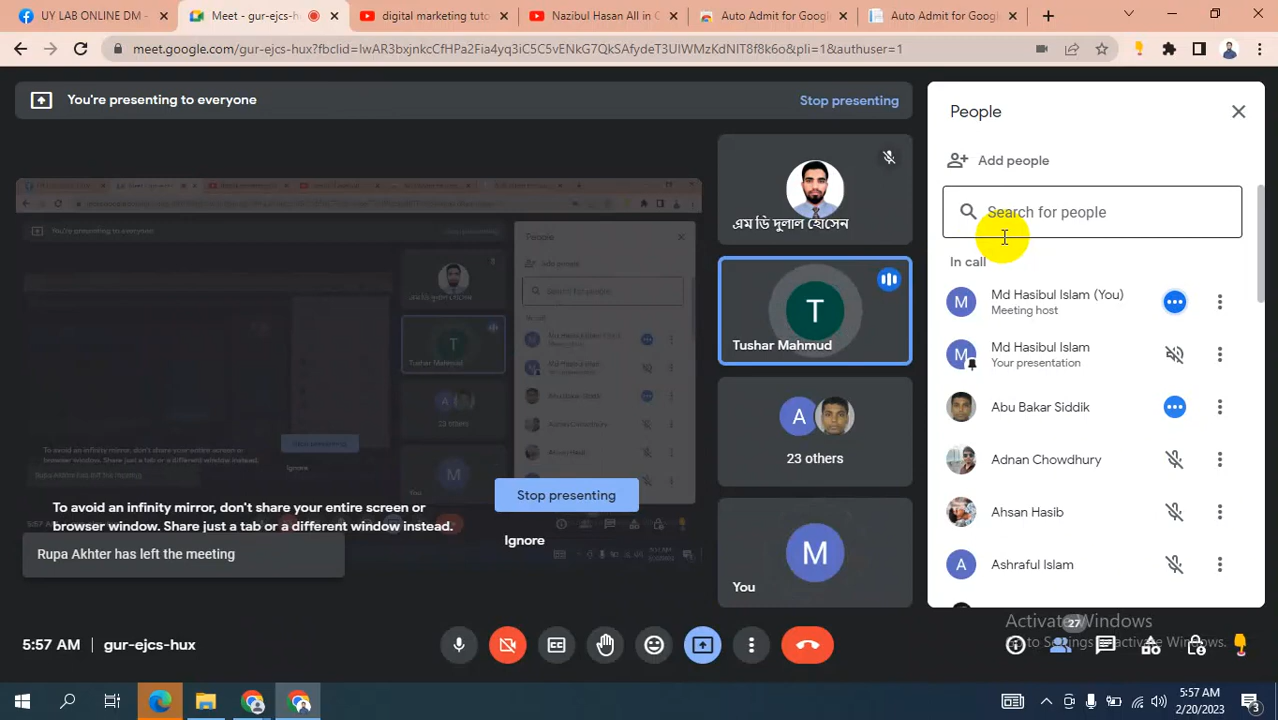 UY LAB ONLINE DM -
Meet - gur-ejcs-h
digital marketing tuto
Nazibul Hasan All in C
Auto Admit for Google
Auto Admit for Googl
meet.google.com/gur-ejcs-hux?fbclid=IwAR3bxjnkcCfHPa2Fia4yq3iC5C5vENkG7QkSAfydeT3UIWMzKdNIT8f8k6o&pli=1&authuser=1
You're presenting to everyone
Stop presenting
People
Add people
Search for people
In call
Md Hasibul Islam (You)
Meeting host
Md Hasibul Islam
Your presentation
Abu Bakar Siddik
Adnan Chowdhury
Ahsan Hasib
Ashraful Islam
এম ডি দুলাল হোসেন
T
Tushar Mahmud
A
23 others
M
You
Stop presenting
To avoid an infinity mirror, don't share your entire screen or
browser window. Share just a tab or a different window instead.
Ignore
Rupa Akhter has left the meeting
5:57 AM | gur-ejcs-hux
27
Activate Windows
Go to Settings to activate Windows.
5:57 AM
2/20/2023
3